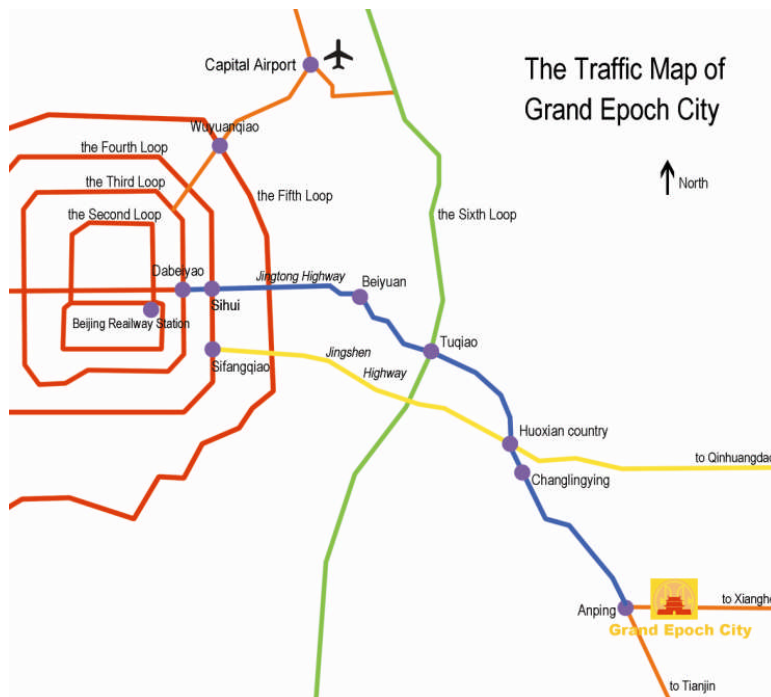 Capital Airport
The Traffic Map of
Grand Epoch City
Wuyuanqiao
the Fourth Loop
the Third Loop
the Fifth Loop
North
the Second Loop
the Sixth Loop
Dabeiyao
Jingtong Highway
Beiyuan
Sihui
Beijing Reailway Station
Tuqiao
Sifangqiao
Jingshen
Highway
Huoxian country
to Qinhuangdao
Changlingying
Anping
to Xianghe
Grand Epoch City
to Tianjin